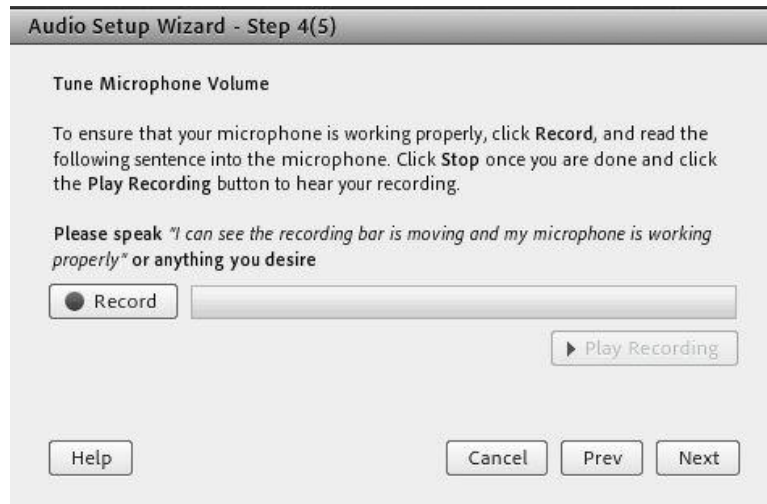 Audio Setup Wizard - Step 4(5)
Tune Microphone Volume
To ensure that your microphone is working properly, click Record, and read the
following sentence into the microphone. Click Stop once you are done and click
the Play Recording button to hear your recording.
Please speak "I can see the recording bar is moving and my microphone is working
properly" or anything you desire
Record
Play Recording
Help Cancel Prev Next